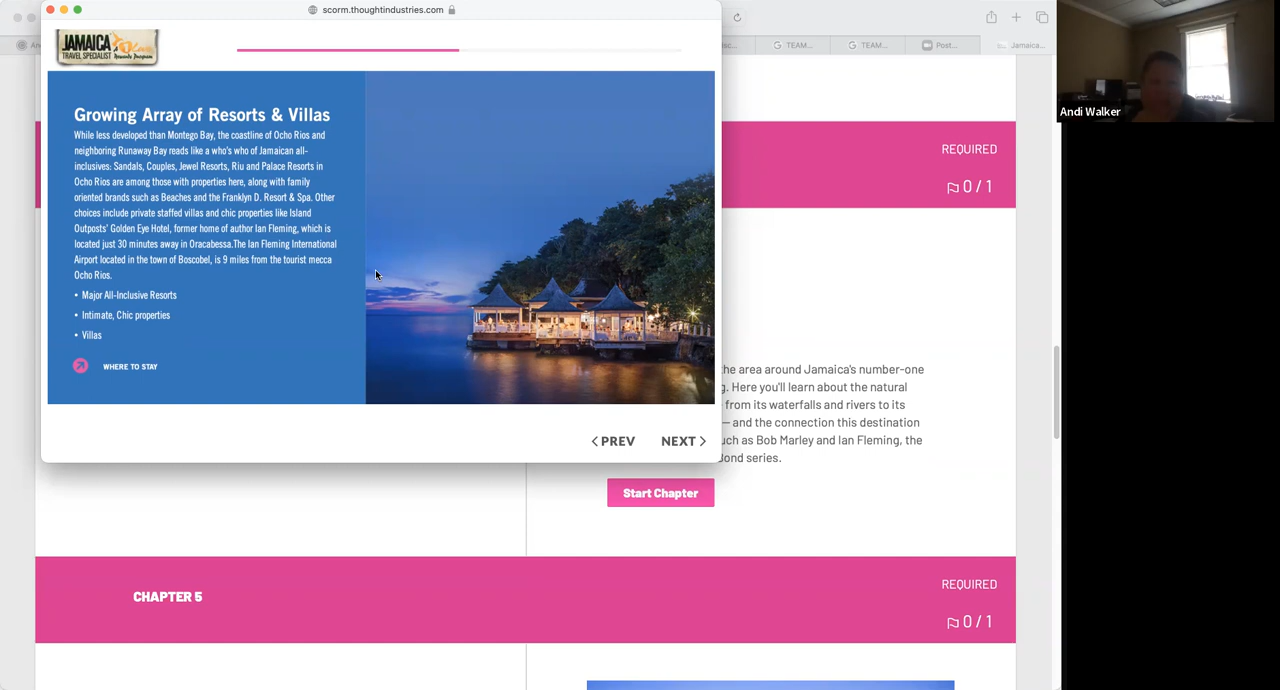 scorm.thoughtindustries.com
JAMAICA
TRAVEL SPECIALIST
Rewards Program
TEAM...
TEAM...
Post...
Jamaica...
Andi Walker
Growing Array of Resorts & Villas
While less developed than Montego Bay, the coastline of Ocho Rios and
neighboring Runaway Bay reads like a who's who of Jamaican all-
inclusives: Sandals, Couples, Jewel Resorts, Riu and Palace Resorts in
Ocho Rios are among those with properties here, along with family
oriented brands such as Beaches and the Franklyn D. Resort & Spa. Other
choices include private staffed villas and chic properties like Island
Outposts' Golden Eye Hotel, former home of author Ian Fleming, which is
located just 30 minutes away in Oracabessa.The Ian Fleming International
Airport located in the town of Boscobel, is 9 miles from the tourist mecca
Ocho Rios.
• Major All-Inclusive Resorts
• Intimate, Chic properties
• Villas
WHERE TO STAY
PREV
NEXT
REQUIRED
0 / 1
the area around Jamaica's number-one
g. Here you'll learn about the natural
from its waterfalls and rivers to its
— and the connection this destination
such as Bob Marley and Ian Fleming, the
Bond series.
Start Chapter
CHAPTER 5
REQUIRED
0 / 1